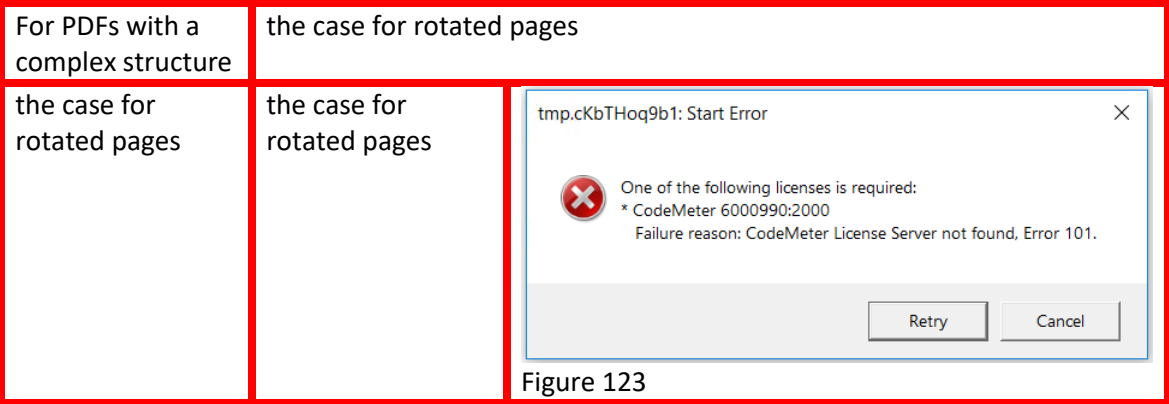 For PDFs with a
complex structure
the case for rotated pages
the case for
rotated pages
the case for
rotated pages
tmp.cKbTHoq9b1: Start Error
One of the following licenses is required:
* CodeMeter 6000990:2000
Failure reason: CodeMeter License Server not found, Error 101.
Retry
Cancel
Figure 123